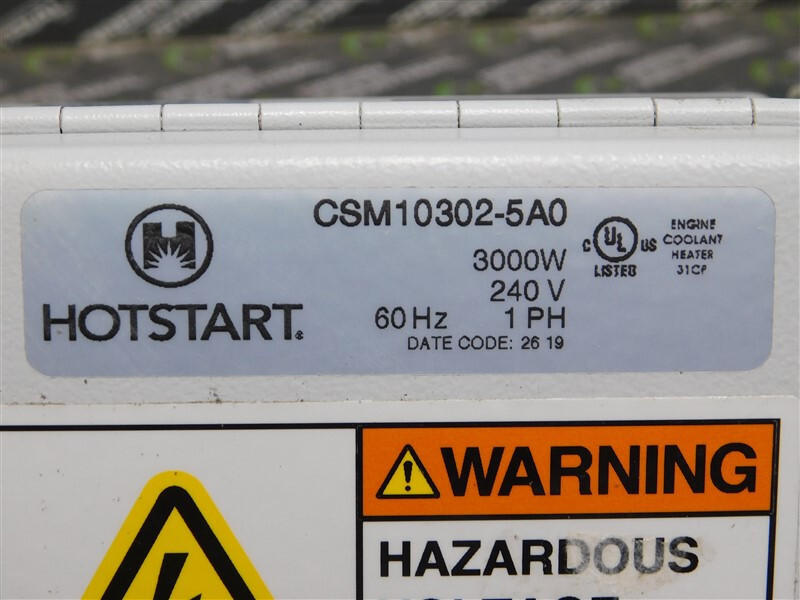 HOTSTART®
CSM10302-5A0
3000W
240 V
60 Hz 1 PH
DATE CODE: 26 19
C UL US
LISTED
ENGINE
COOLANT
HEATER
31CP
WARNING
HAZARDOUS